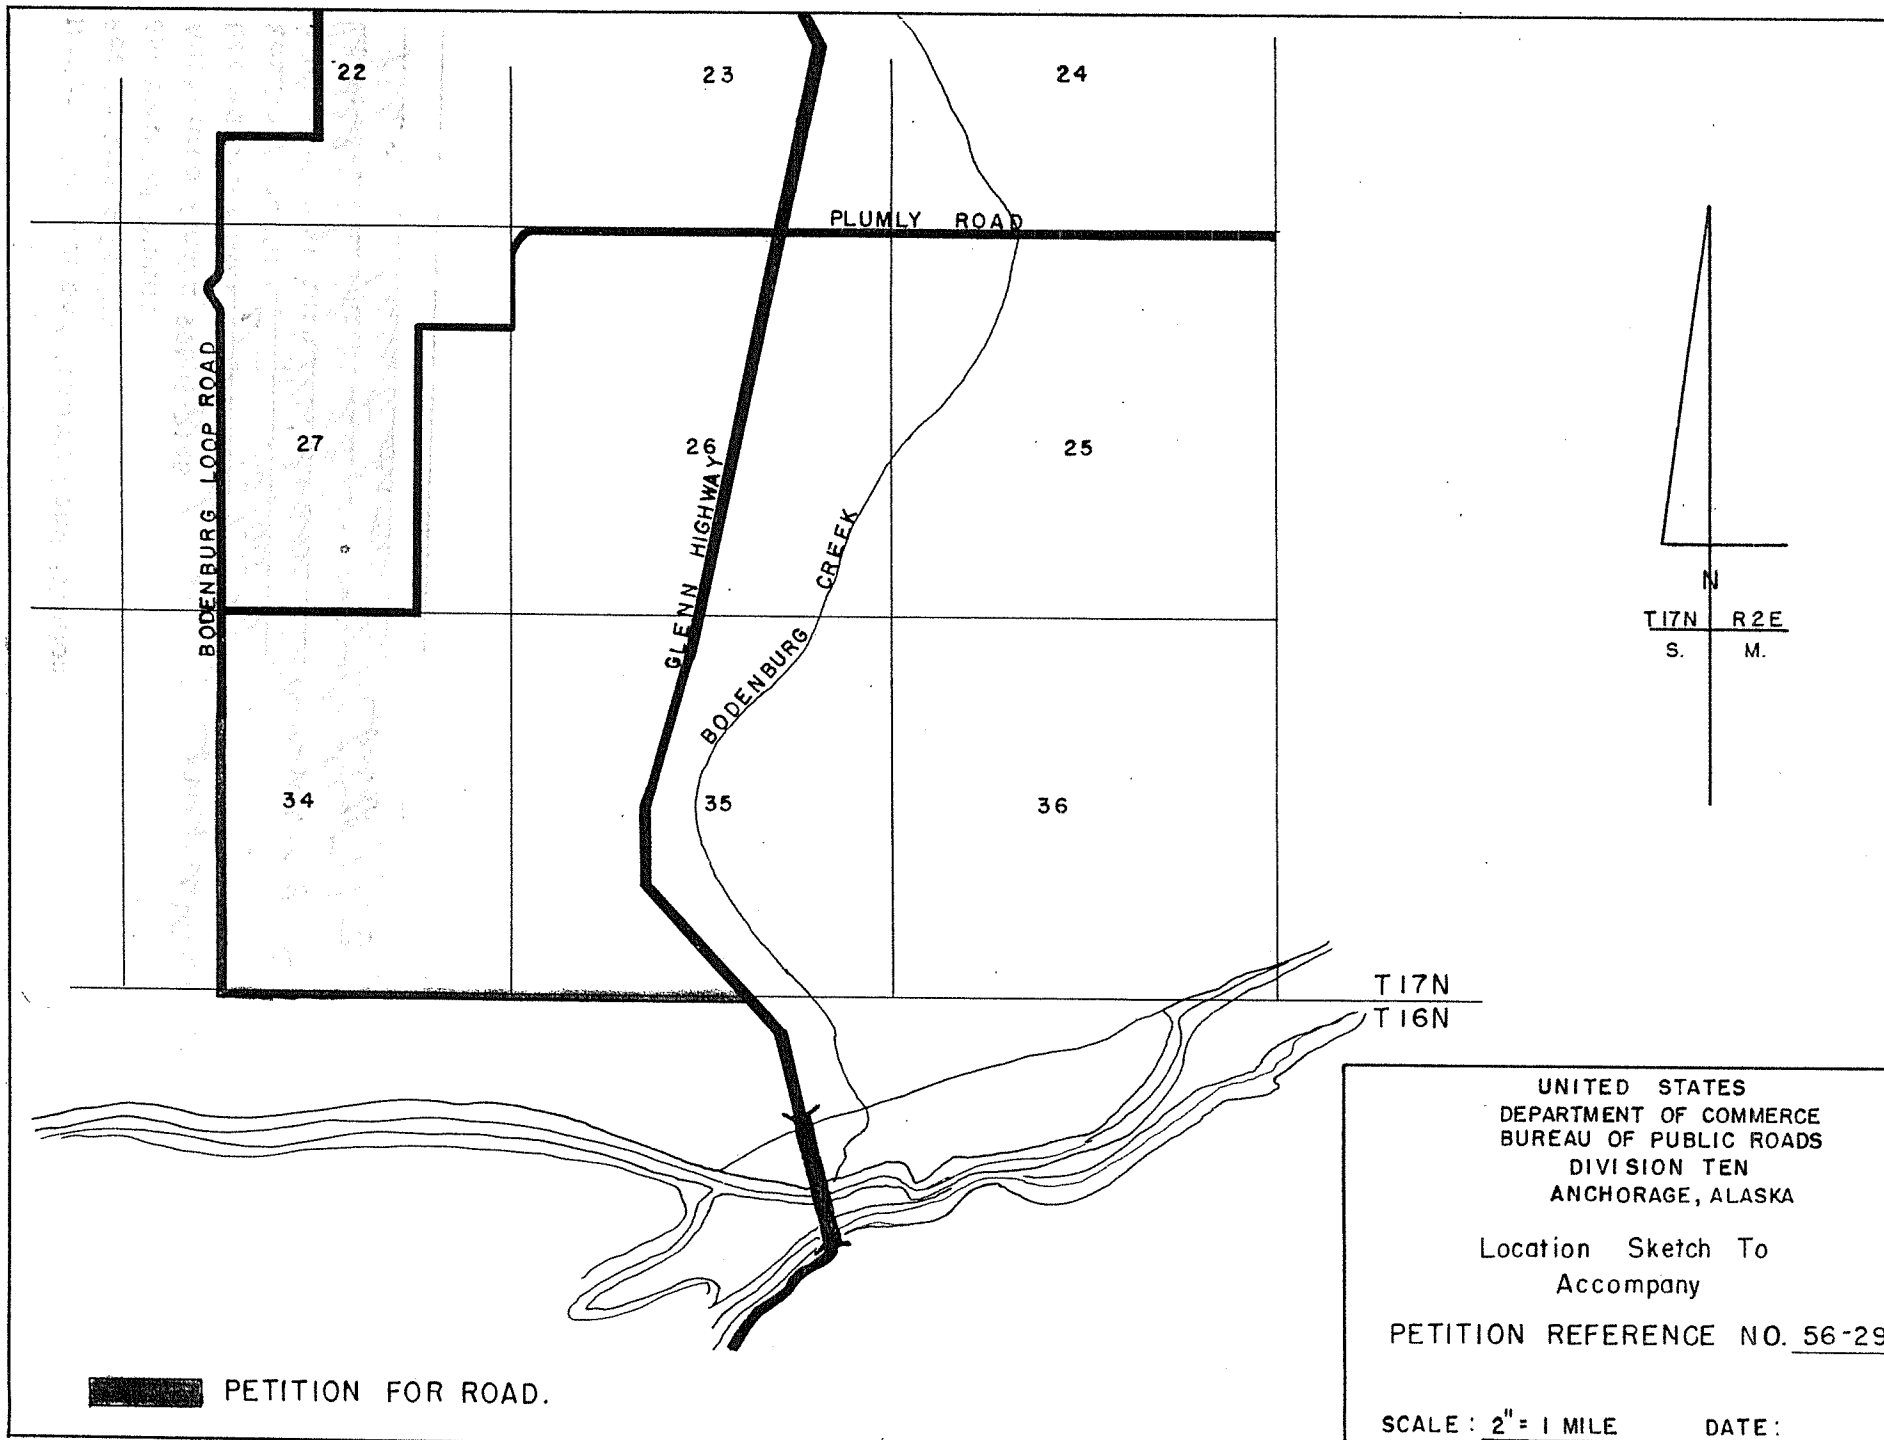 22
23
24
PLUMLY ROAD
BODENBURG LOOP ROAD
27
26
25
GLENN HIGHWAY
BODENBURG CREEK
N
T17N R2E
S. M.
34
35
36
T17N
T16N
UNITED STATES
DEPARTMENT OF COMMERCE
BUREAU OF PUBLIC ROADS
DIVISION TEN
ANCHORAGE, ALASKA
Location Sketch To
Accompany
PETITION REFERENCE NO. 56-29
PETITION FOR ROAD.
SCALE: 2" = 1 MILE DATE: